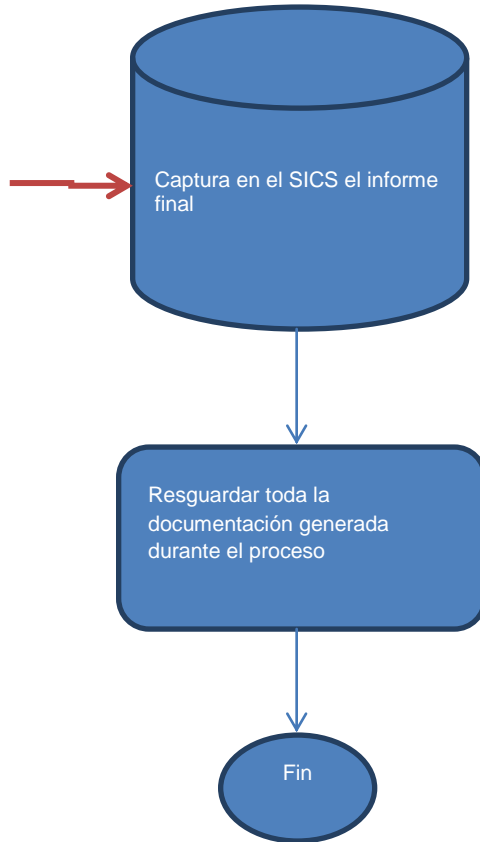 Captura en el SICS el informe
final
Resguardar toda la
documentación generada
durante el proceso
Fin